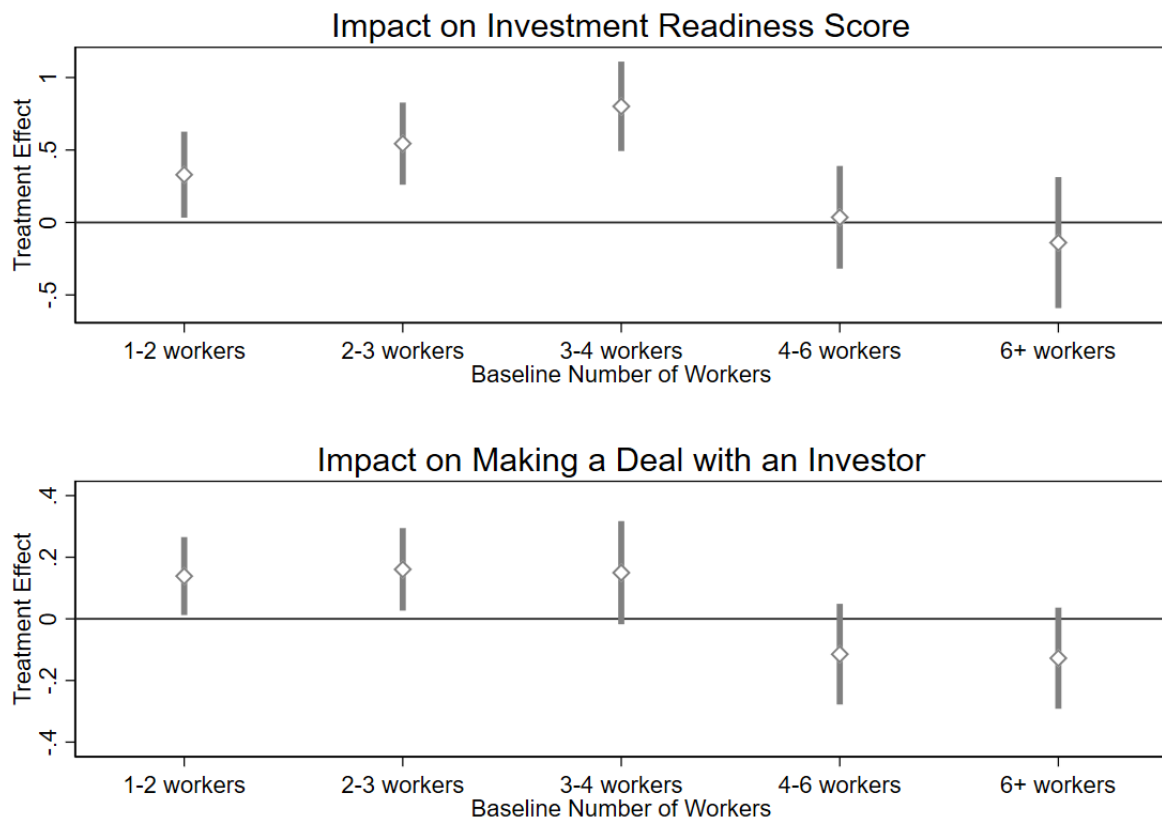 Impact on Investment Readiness Score
Treatment Effect
1
.5
0
-.5
1-2 workers 2-3 workers 3-4 workers 4-6 workers 6+ workers
Baseline Number of Workers
Impact on Making a Deal with an Investor
Treatment Effect
.4
.2
0
-.2
-.4
1-2 workers 2-3 workers 3-4 workers 4-6 workers 6+ workers
Baseline Number of Workers